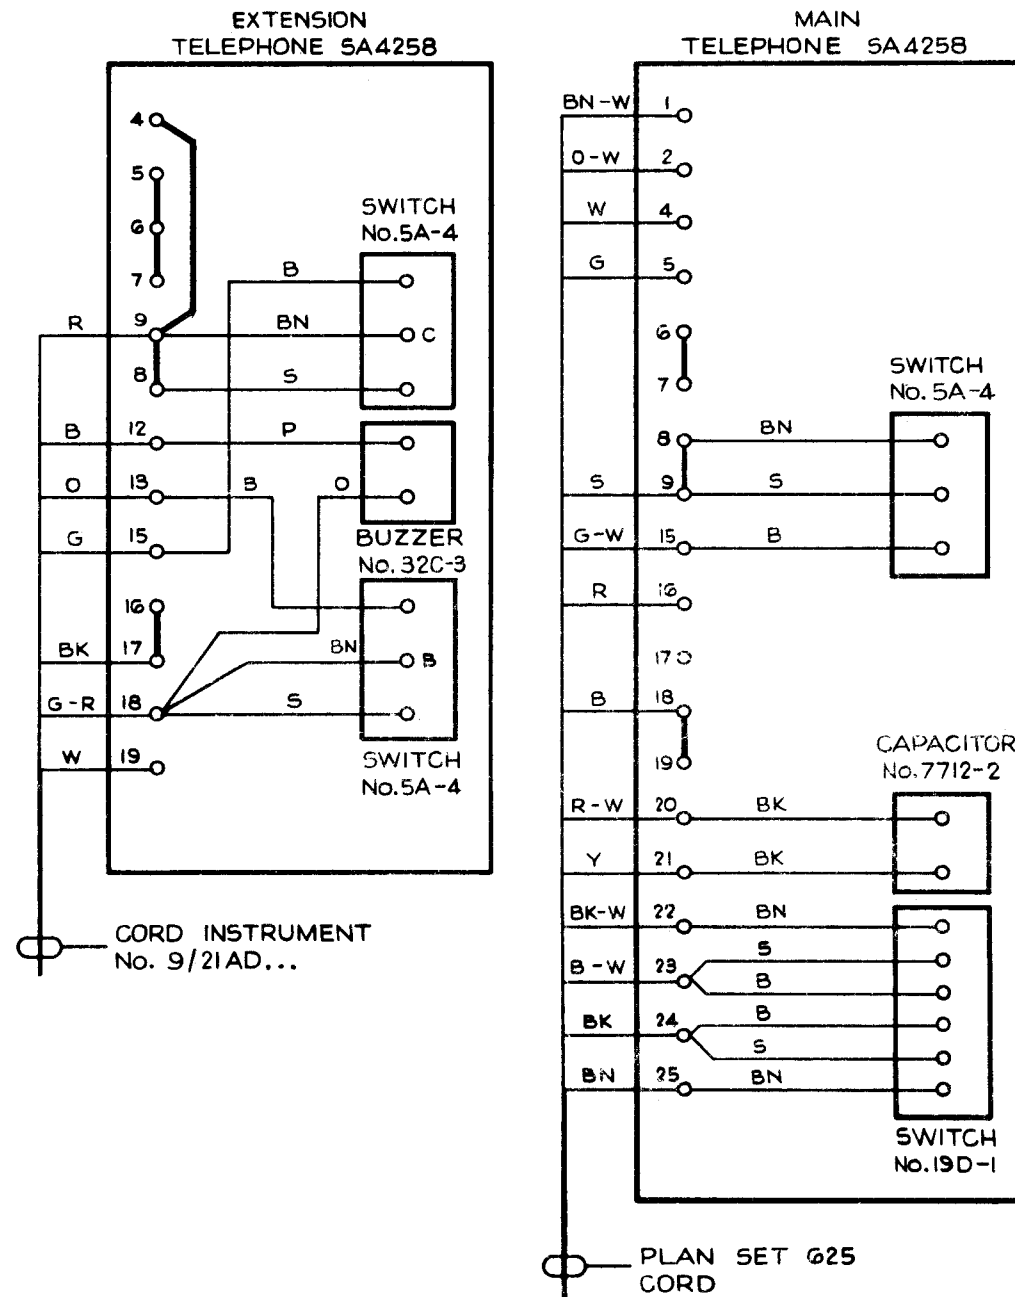 EXTENSION
TELEPHONE SA4258
4
5
6
7
B
R 9 BN C
8 S
SWITCH
No.5A-4
B 12 P
O 13 B O
G 15
BUZZER
No. 32C-3
16
BK 17 BN B
G-R 18 S
W 19
SWITCH
No.5A-4
CORD INSTRUMENT
No. 9/21AD...
MAIN
TELEPHONE SA4258
BN-W 1
O-W 2
W 4
G 5
6
7
SWITCH
No. 5A-4
8 BN
S 9 S
G-W 15 B
R 16
17
B 18
19
CAPACITOR
No. 7712-2
R-W 20 BK
Y 21 BK
BK-W 22 BN
S
B-W 23
B
B
BK 24
S
BN 25 BN
SWITCH
No.19D-1
PLAN SET 625
CORD